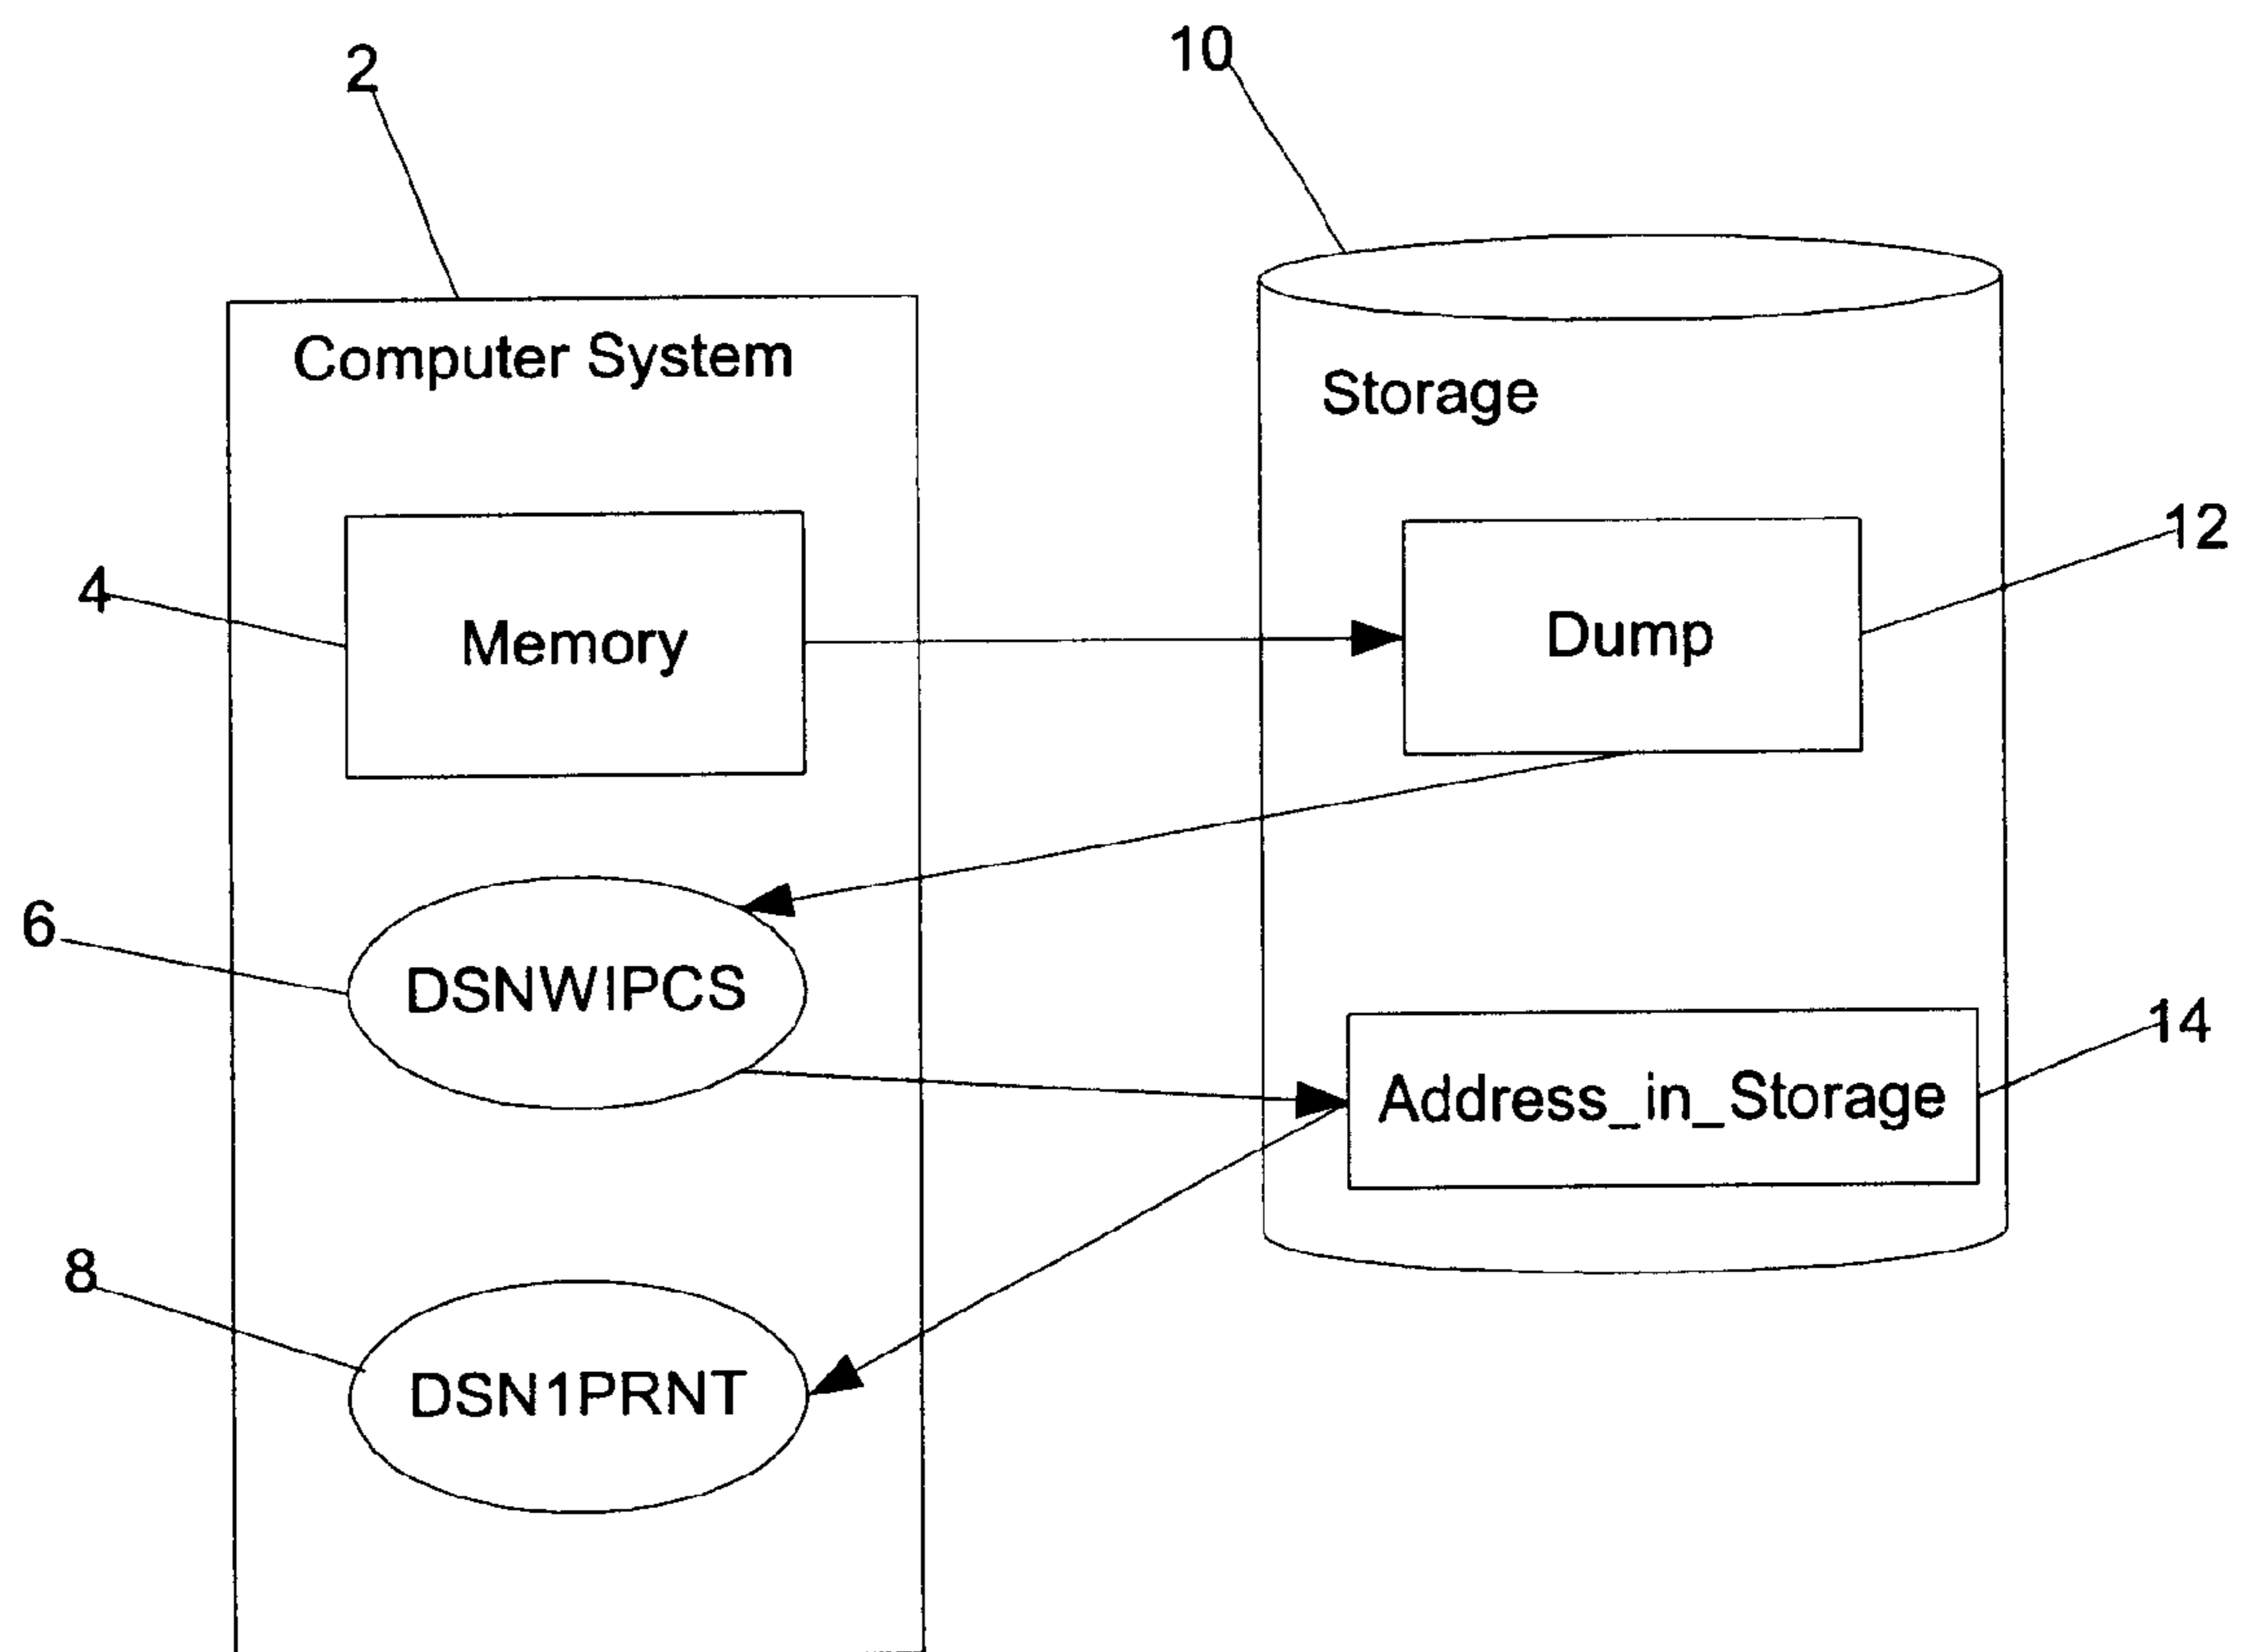 2
10
Computer System
Storage
4
Memory
Dump
12
6
DSNWIPCS
Address_in_Storage
14
8
DSN1PRNT